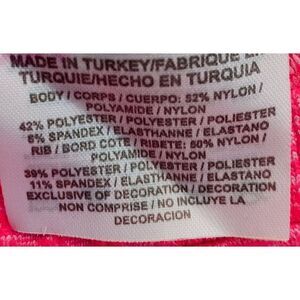 MADE IN TURKEY/FABRIQUE EN
TURQUIE/HECHO EN TURQUIA
BODY / CORPS / CUERPO: 52% NYLON /
POLYAMIDE / NYLON
42% POLYESTER / POLYESTER / POLIESTER
6% SPANDEX / ELASTHANNE / ELASTANO
RIB / BORD COTE / RIBETE: 50% NYLON /
POLYAMIDE / NYLON
39% POLYESTER / POLYESTER / POLIESTER
11% SPANDEX / ELASTHANNE / ELASTANO
EXCLUSIVE OF DECORATION / DECORATION
NON COMPRISE / NO INCLUYE LA
DECORACION